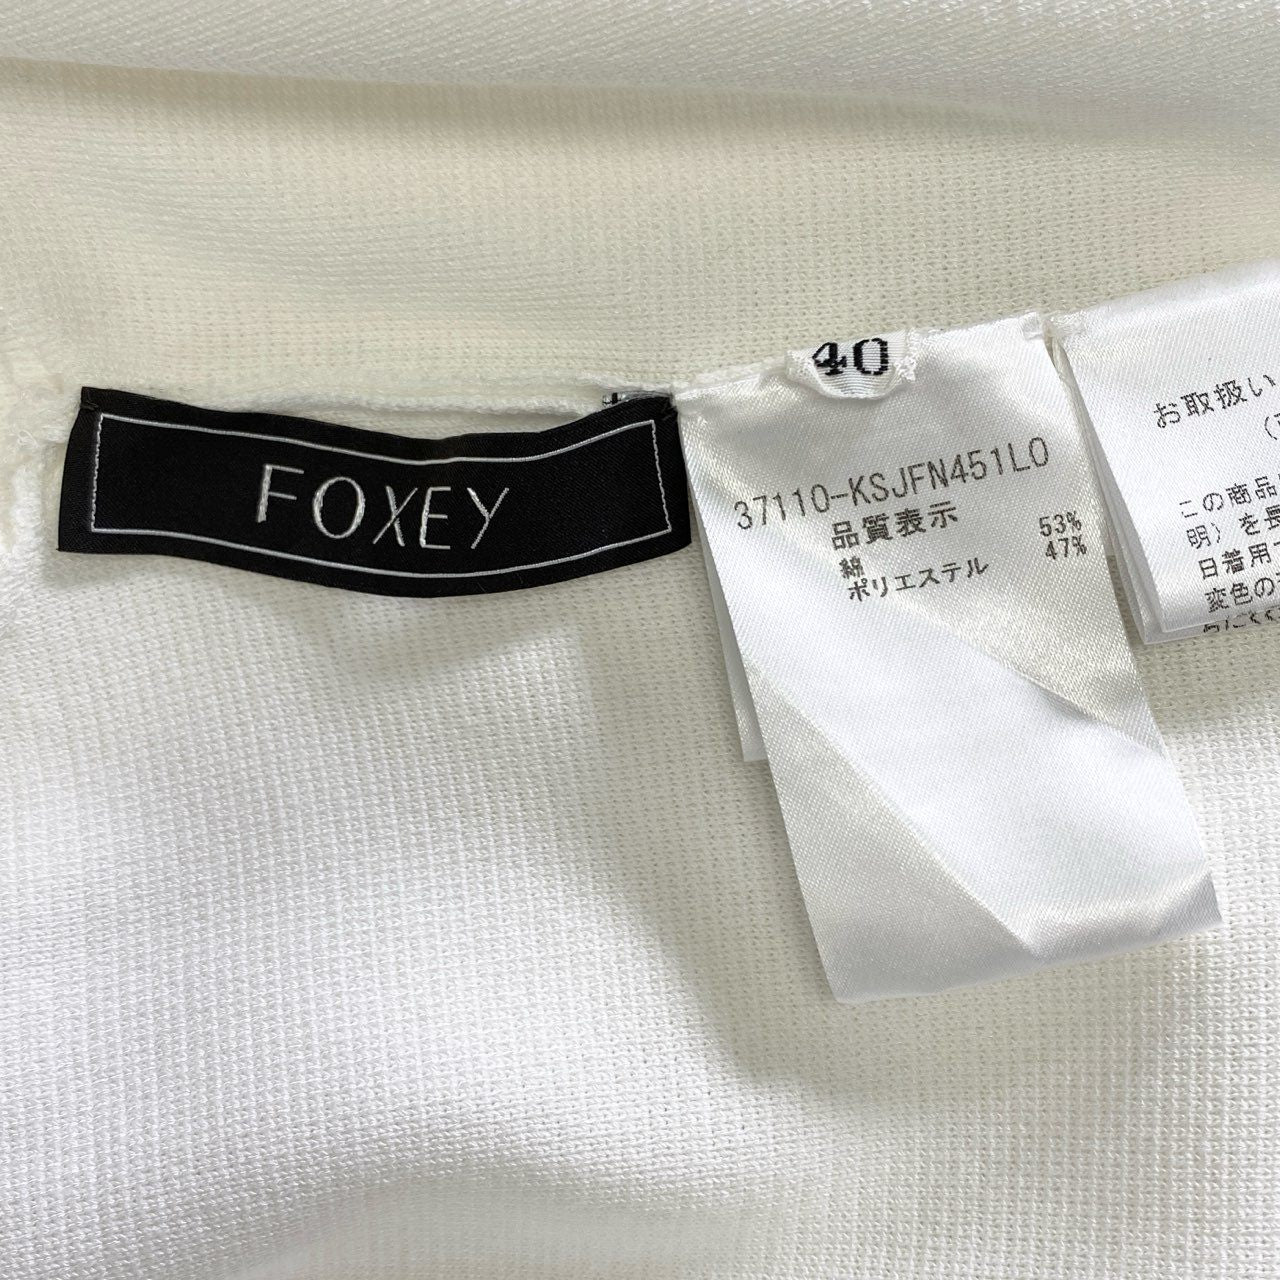 FOXEY
40
37110-KSJFN451LO
品質表示
綿 53%
ポリエステル 47%
お取扱い
この商品
明）を長
日着用
変色の